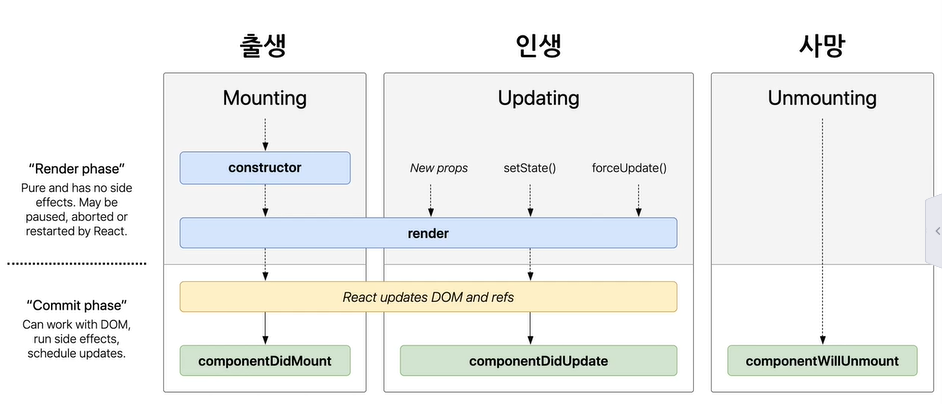 출생
인생
사망
Mounting
Updating
Unmounting
“Render phase”
Pure and has no side
effects. May be
paused, aborted or
restarted by React.
constructor
New props
setState()
forceUpdate()
render
“Commit phase”
Can work with DOM,
run side effects,
schedule updates.
React updates DOM and refs
componentDidMount
componentDidUpdate
componentWillUnmount